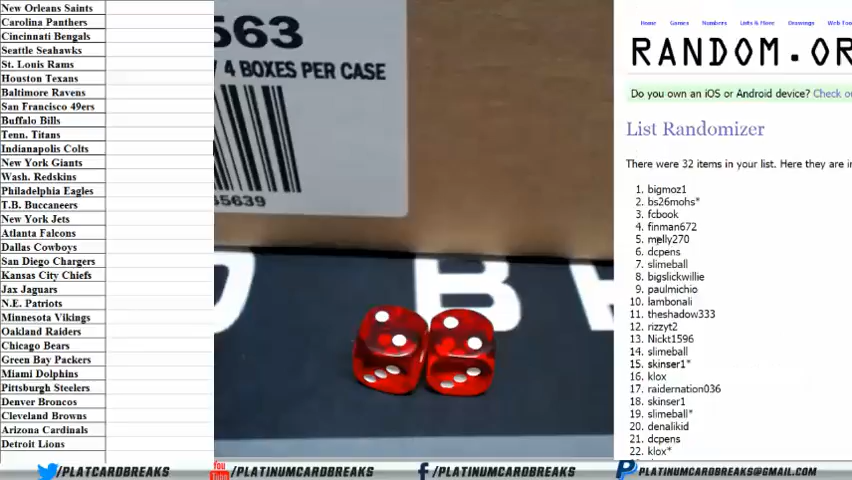 New Orleans Saints
Carolina Panthers
Cincinnati Bengals
Seattle Seahawks
St. Louis Rams
Houston Texans
Baltimore Ravens
San Francisco 49ers
Buffalo Bills
Tenn. Titans
Indianapolis Colts
New York Giants
Wash. Redskins
Philadelphia Eagles
T.B. Buccaneers
New York Jets
Atlanta Falcons
Dallas Cowboys
San Diego Chargers
Kansas City Chiefs
Jax Jaguars
N.E. Patriots
Minnesota Vikings
Oakland Raiders
Chicago Bears
Green Bay Packers
Miami Dolphins
Pittsburgh Steelers
Denver Broncos
Cleveland Browns
Arizona Cardinals
Detroit Lions
563
4 BOXES PER CASE
65639
B
Home Games Numbers Lists & More Drawings Web Too
RANDOM.OR
Do you own an iOS or Android device? Check o
List Randomizer
There were 32 items in your list. Here they are i
1. bigmoz1
2. bs26mohs*
3. fcbook
4. finman672
5. melly270
6. dcpens
7. slimeball
8. bigslickwillie
9. paulmichio
10. lambonali
11. theshadow333
12. rizzyt2
13. Nickt1596
14. slimeball
15. skinser1*
16. klox
17. raidernation036
18. skinser1
19. slimeball*
20. denalikid
21. dcpens
22. klox*
/PLATCARDBREAKS
You Tube /PLATINUMCARDBREAKS
f /PLATINUMCARDBREAKS
P PLATINUMCARDBREAKS@GMAIL.COM